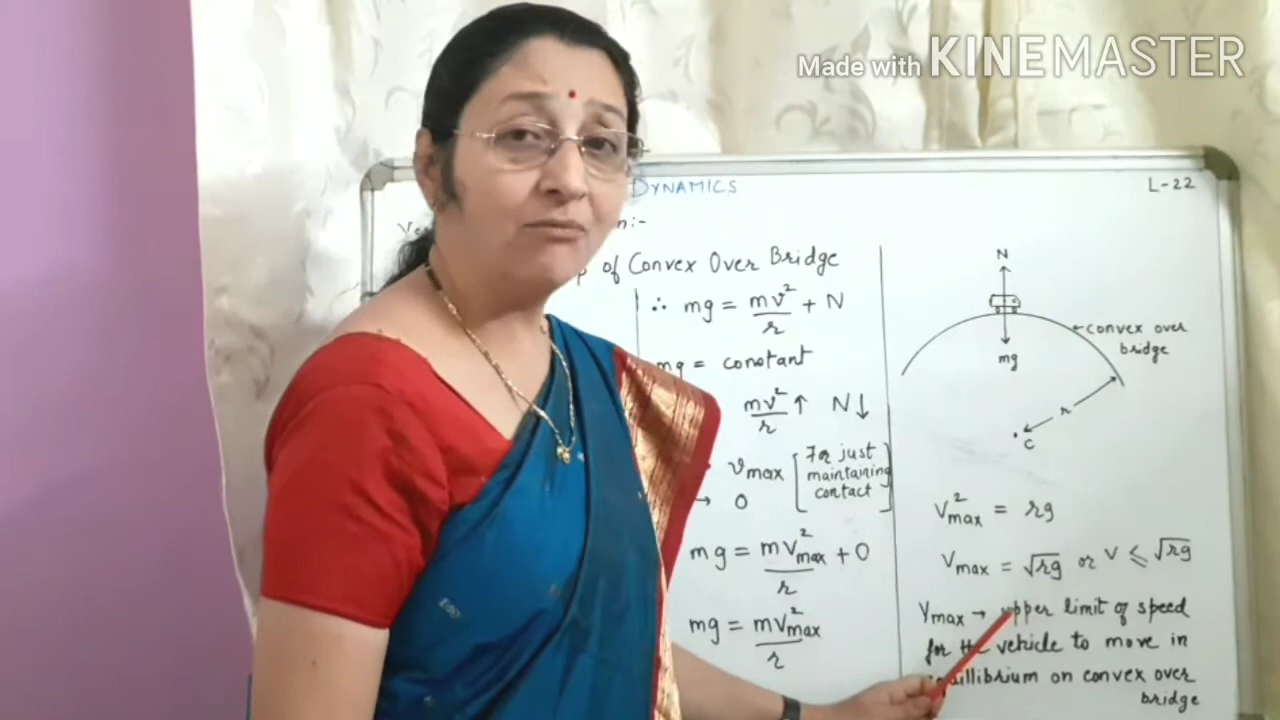 Made with KINEMASTER
DYNAMICS
L-22
of Convex Over Bridge
∴ mg = mv²/r + N
mg = constant
mv²/r ↑ N↓
vmax [For just maintaining contact]
→ 0
mg = mv²max/r + 0
mg = mv²max/r
N
mg
convex over
bridge
r
C
V²max = rg
Vmax = √rg or V ≤ √rg
Vmax → upper limit of speed
for the vehicle to move in
equillibrium on convex over
bridge